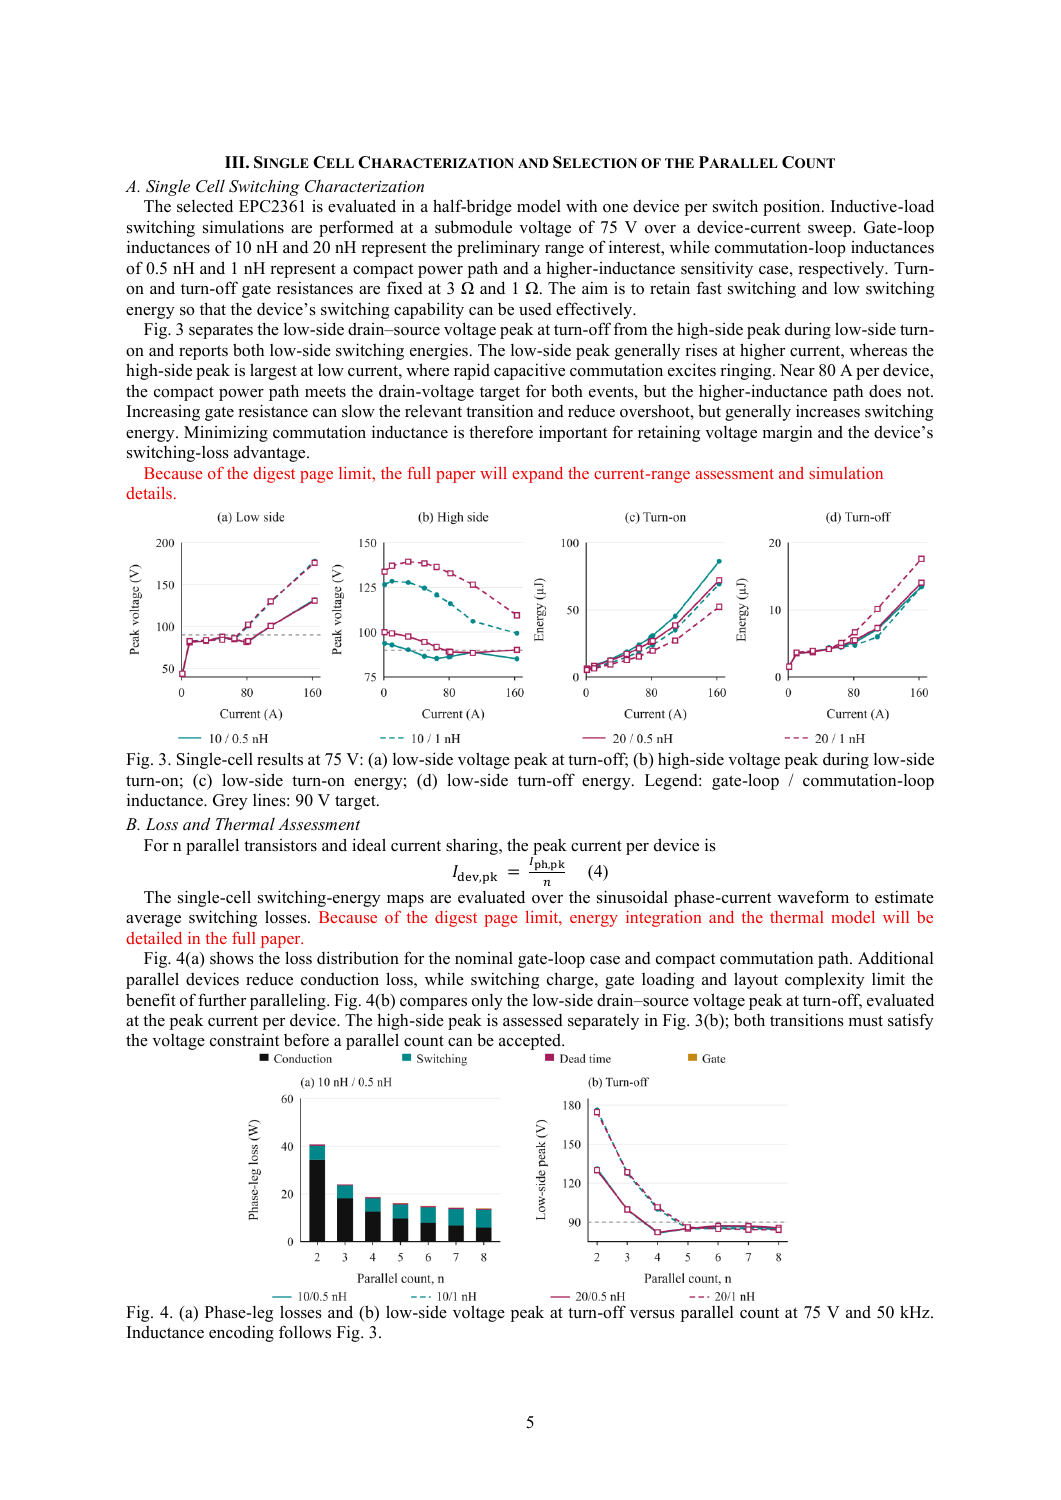 III. SINGLE CELL CHARACTERIZATION AND SELECTION OF THE PARALLEL COUNT
A. Single Cell Switching Characterization
The selected EPC2361 is evaluated in a half-bridge model with one device per switch position. Inductive-load
switching simulations are performed at a submodule voltage of 75 V over a device-current sweep. Gate-loop
inductances of 10 nH and 20 nH represent the preliminary range of interest, while commutation-loop inductances
of 0.5 nH and 1 nH represent a compact power path and a higher-inductance sensitivity case, respectively. Turn-
on and turn-off gate resistances are fixed at 3 Ω and 1 Ω. The aim is to retain fast switching and low switching
energy so that the device's switching capability can be used effectively.
Fig. 3 separates the low-side drain–source voltage peak at turn-off from the high-side peak during low-side turn-
on and reports both low-side switching energies. The low-side peak generally rises at higher current, whereas the
high-side peak is largest at low current, where rapid capacitive commutation excites ringing. Near 80 A per device,
the compact power path meets the drain-voltage target for both events, but the higher-inductance path does not.
Increasing gate resistance can slow the relevant transition and reduce overshoot, but generally increases switching
energy. Minimizing commutation inductance is therefore important for retaining voltage margin and the device's
switching-loss advantage.
Because of the digest page limit, the full paper will expand the current-range assessment and simulation
details.
(a) Low side (b) High side (c) Turn-on (d) Turn-off
Peak voltage (V) 200 150 100 50 0 80 160 Current (A)
Peak voltage (V) 150 125 100 75 0 80 160 Current (A)
Energy (μJ) 100 50 0 0 80 160 Current (A)
Energy (μJ) 20 10 0 0 80 160 Current (A)
10 / 0.5 nH 10 / 1 nH 20 / 0.5 nH 20 / 1 nH
Fig. 3. Single-cell results at 75 V: (a) low-side voltage peak at turn-off; (b) high-side voltage peak during low-side
turn-on; (c) low-side turn-on energy; (d) low-side turn-off energy. Legend: gate-loop / commutation-loop
inductance. Grey lines: 90 V target.
B. Loss and Thermal Assessment
For n parallel transistors and ideal current sharing, the peak current per device is
I_dev,pk = I_ph,pk / n (4)
The single-cell switching-energy maps are evaluated over the sinusoidal phase-current waveform to estimate
average switching losses. Because of the digest page limit, energy integration and the thermal model will be
detailed in the full paper.
Fig. 4(a) shows the loss distribution for the nominal gate-loop case and compact commutation path. Additional
parallel devices reduce conduction loss, while switching charge, gate loading and layout complexity limit the
benefit of further paralleling. Fig. 4(b) compares only the low-side drain–source voltage peak at turn-off, evaluated
at the peak current per device. The high-side peak is assessed separately in Fig. 3(b); both transitions must satisfy
the voltage constraint before a parallel count can be accepted.
Conduction Switching Dead time Gate
(a) 10 nH / 0.5 nH (b) Turn-off
Phase-leg loss (W) 60 40 20 0 2 3 4 5 6 7 8 Parallel count, n
Low-side peak (V) 180 150 120 90 2 3 4 5 6 7 8 Parallel count, n
10/0.5 nH 10/1 nH 20/0.5 nH 20/1 nH
Fig. 4. (a) Phase-leg losses and (b) low-side voltage peak at turn-off versus parallel count at 75 V and 50 kHz.
Inductance encoding follows Fig. 3.
5